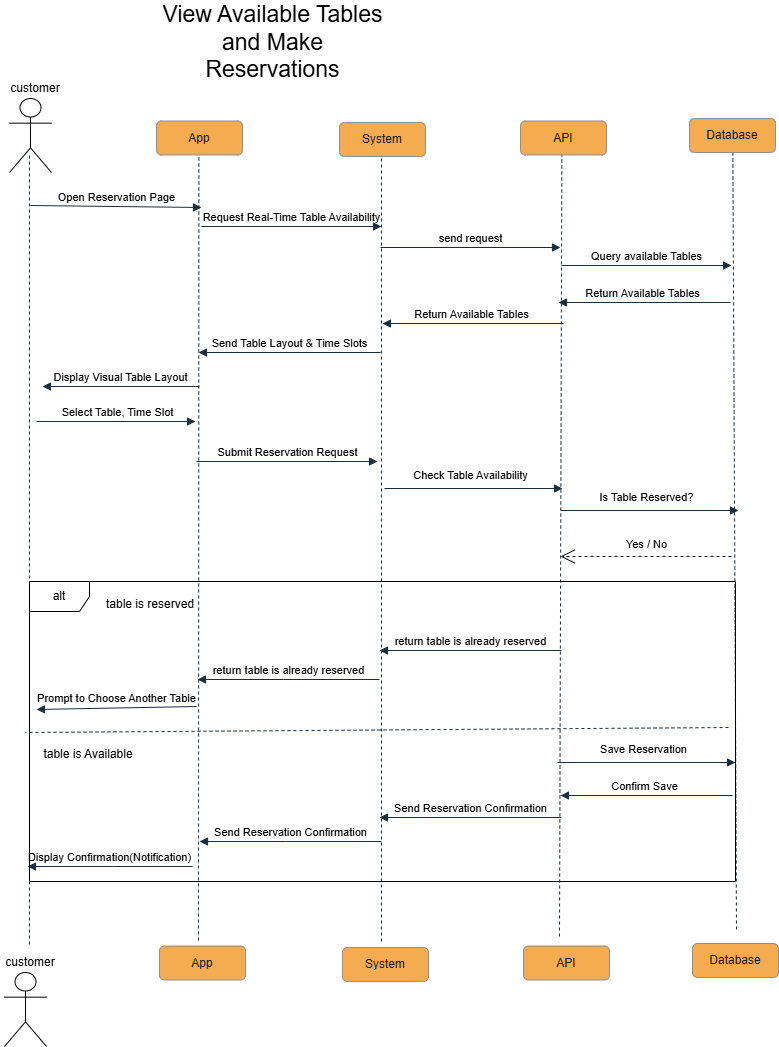 View Available Tables
and Make
Reservations
customer
App
System
API
Database
Open Reservation Page
Request Real-Time Table Availability
send request
Query available Tables
Return Available Tables
Return Available Tables
Send Table Layout & Time Slots
Display Visual Table Layout
Select Table, Time Slot
Submit Reservation Request
Check Table Availability
Is Table Reserved?
Yes / No
alt
table is reserved
return table is already reserved
return table is already reserved
Prompt to Choose Another Table
table is Available
Save Reservation
Confirm Save
Send Reservation Confirmation
Send Reservation Confirmation
Display Confirmation(Notification)
customer
App
System
API
Database